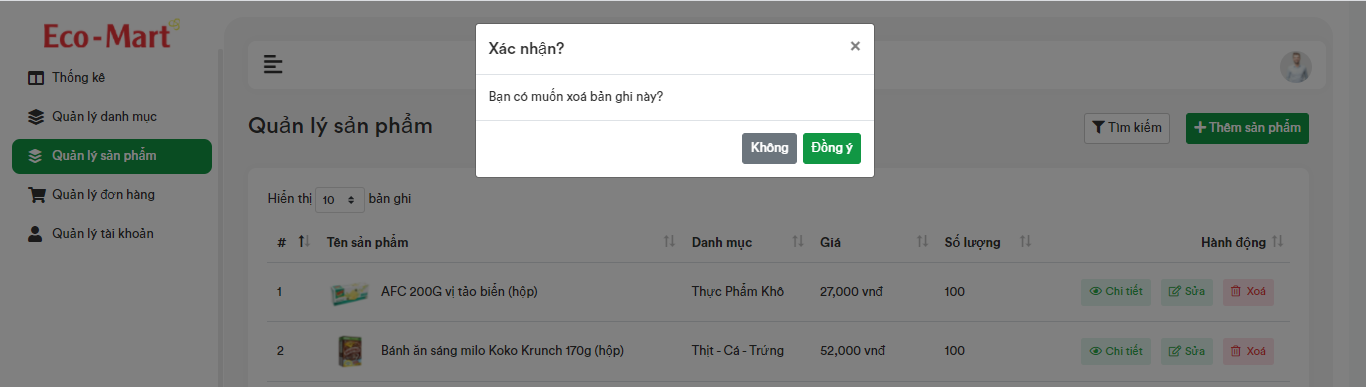 Eco-Mart
Thống kê
Quản lý danh mục
Quản lý sản phẩm
Quản lý đơn hàng
Quản lý tài khoản
Xác nhận?
×
Bạn có muốn xoá bản ghi này?
Không Đồng ý
Quản lý sản phẩm
Tìm kiếm
Thêm sản phẩm
Hiển thị 10 bản ghi
# Tên sản phẩm Danh mục Giá Số lượng Hành động
1 AFC 200G vị tảo biển (hộp) Thực Phẩm Khô 27,000 vnđ 100 Chi tiết Sửa Xoá
2 Bánh ăn sáng milo Koko Krunch 170g (hộp) Thịt - Cá - Trứng 52,000 vnđ 100 Chi tiết Sửa Xoá